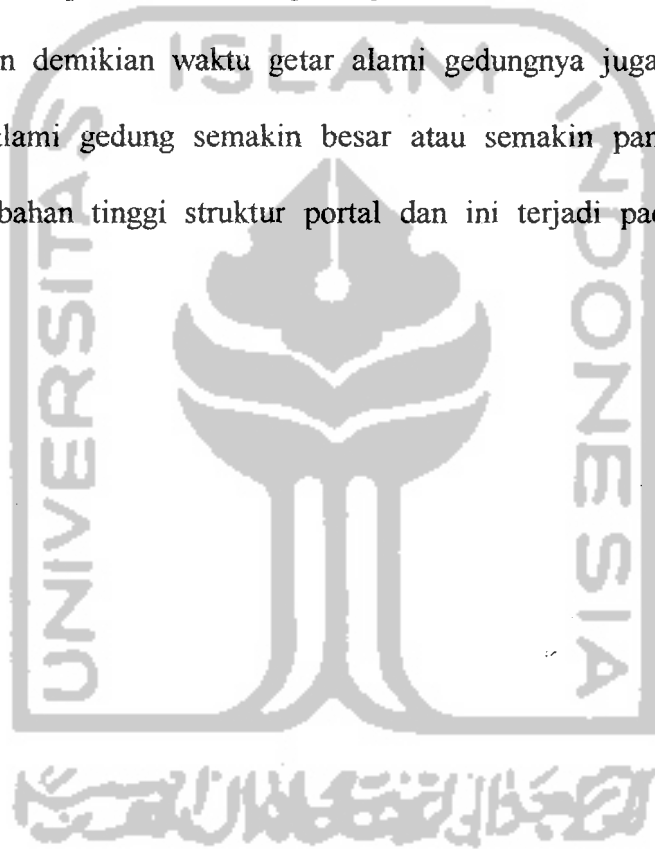 n demikian waktu getar alami gedungnya juga
alami gedung semakin besar atau semakin pan
bahan tinggi struktur portal dan ini terjadi pa
ISLAM
UNIVERSITAS
INDONESIA